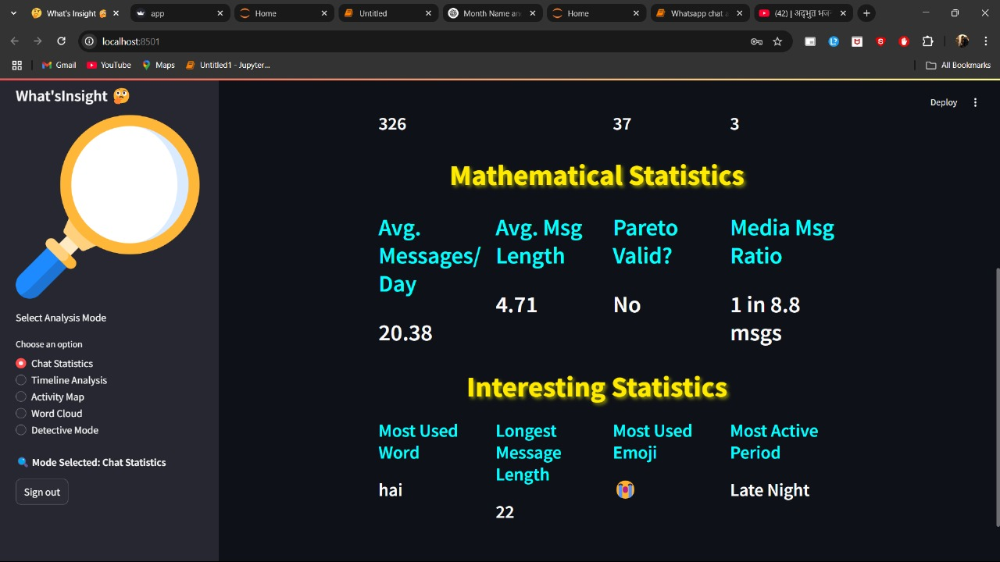 What'sInsight 🤔
app
Home
Untitled
Month Name an
Home
Whatsapp chat a
(42) | अद्भुत भज-
localhost:8501
Gmail
YouTube
Maps
Untitled1 - Jupyter...
All Bookmarks
What'sInsight 🤔
Select Analysis Mode
Choose an option
Chat Statistics
Timeline Analysis
Activity Map
Word Cloud
Detective Mode
🔍 Mode Selected: Chat Statistics
Sign out
Deploy
326 37 3
Mathematical Statistics
Avg. Messages/ Day
20.38
Avg. Msg Length
4.71
Pareto Valid?
No
Media Msg Ratio
1 in 8.8 msgs
Interesting Statistics
Most Used Word
hai
Longest Message Length
22
Most Used Emoji
😭
Most Active Period
Late Night